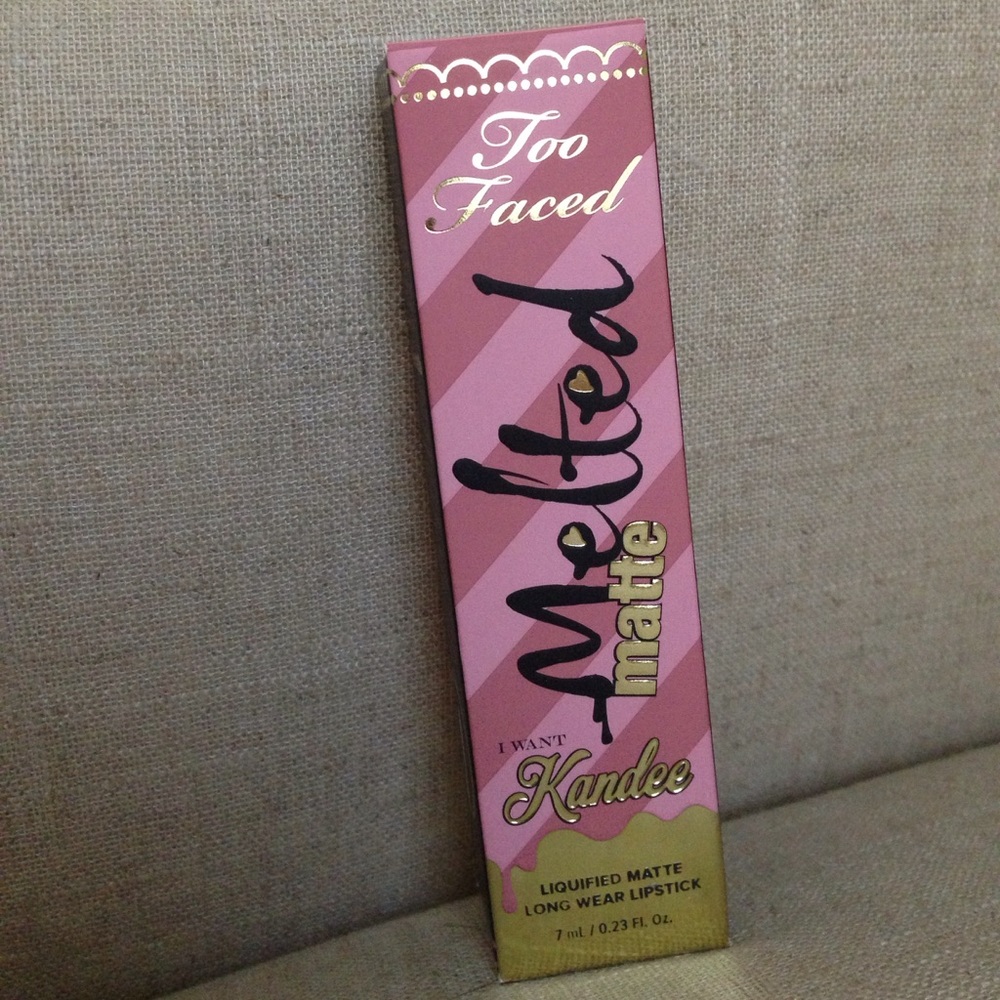 Too
Faced
Melted
matte
I WANT
Kandee
LIQUIFIED MATTE
LONG WEAR LIPSTICK
7 mL / 0.23 Fl. Oz.